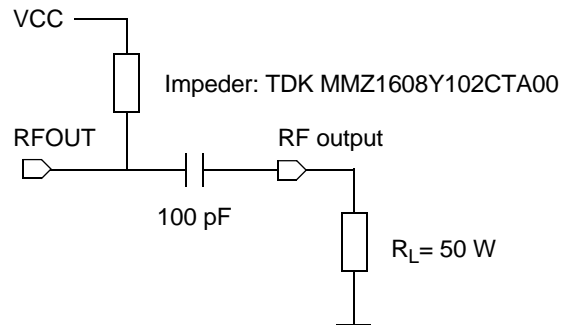 VCC
Impeder: TDK MMZ1608Y102CTA00
RFOUT
RF output
100 pF
RL= 50 W